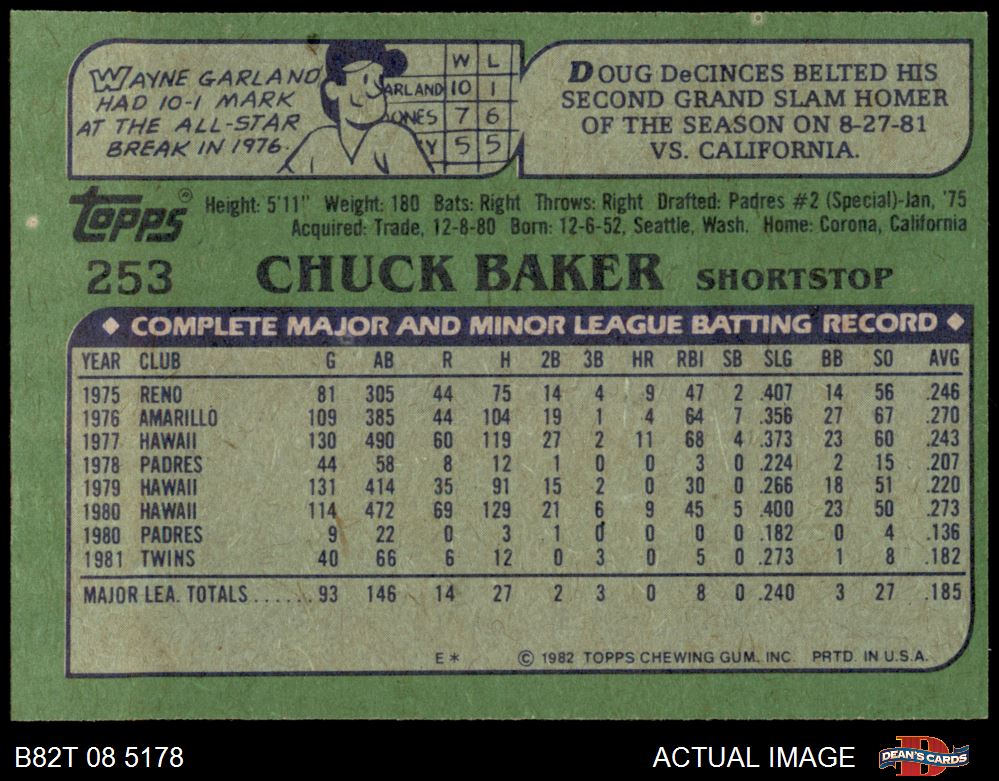 WAYNE GARLAND
HAD 10-1 MARK
AT THE ALL-STAR
BREAK IN 1976.
W L
ARLAND 10 1
ONES 7 6
Y 5 5
DOUG DeCINCES BELTED HIS
SECOND GRAND SLAM HOMER
OF THE SEASON ON 8-27-81
VS. CALIFORNIA.
TOPPS®
Height: 5'11" Weight: 180 Bats: Right Throws: Right Drafted: Padres #2 (Special)-Jan, '75
Acquired: Trade, 12-8-80 Born: 12-6-52, Seattle, Wash. Home: Corona, California
253 CHUCK BAKER SHORTSTOP
◆ COMPLETE MAJOR AND MINOR LEAGUE BATTING RECORD ◆
YEAR CLUB G AB R H 2B 3B HR RBI SB SLG BB SO AVG
1975 RENO 81 305 44 75 14 4 9 47 2 .407 14 56 .246
1976 AMARILLO 109 385 44 104 19 1 4 64 7 .356 27 67 .270
1977 HAWAII 130 490 60 119 27 2 11 68 4 .373 23 60 .243
1978 PADRES 44 58 8 12 1 0 0 3 0 .224 2 15 .207
1979 HAWAII 131 414 35 91 15 2 0 30 0 .266 18 51 .220
1980 HAWAII 114 472 69 129 21 6 9 45 5 .400 23 50 .273
1980 PADRES 9 22 0 3 1 0 0 0 0 .182 0 4 .136
1981 TWINS 40 66 6 12 0 3 0 5 0 .273 1 8 .182
MAJOR LEA. TOTALS......93 146 14 27 2 3 0 8 0 .240 3 27 .185
E* © 1982 TOPPS CHEWING GUM, INC. PRTD. IN U.S.A.
B82T 08 5178 ACTUAL IMAGE DEAN'S CARDS